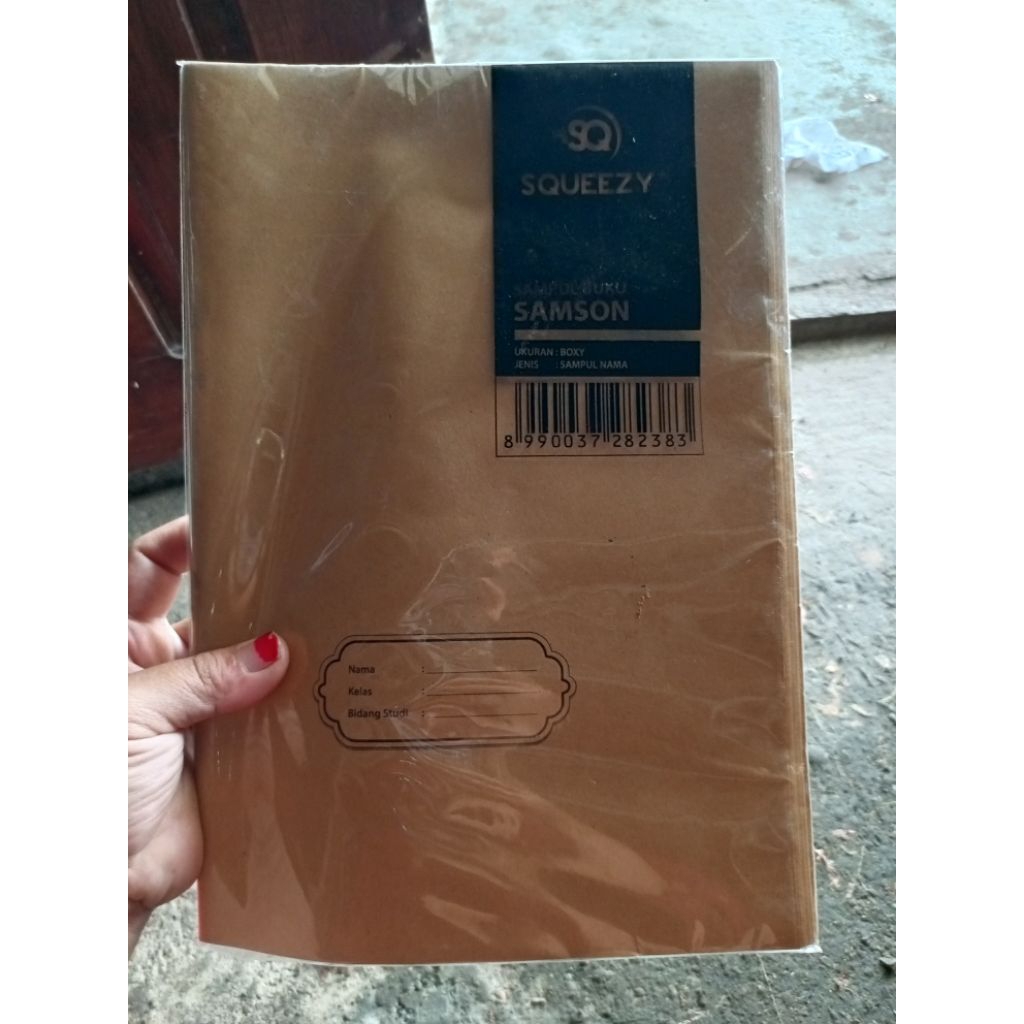 SQ
SQUEEZY
SAMPUL BUKU
SAMSON
UKURAN : BOXY
JENIS : SAMPUL NAMA
8 990037 282383
Nama :
Kelas :
Bidang Studi :